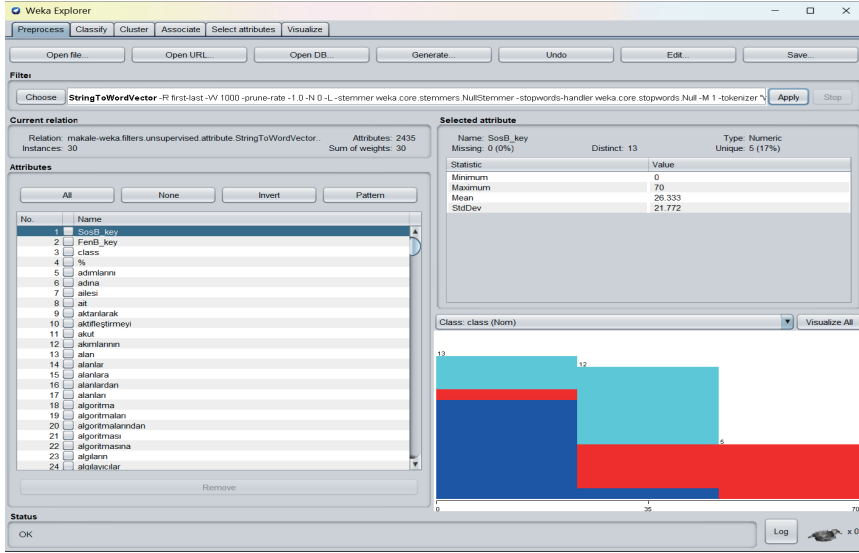 Weka Explorer
Preprocess Classify Cluster Associate Select attributes Visualize
Open file... Open URL... Open DB... Generate... Undo Edit... Save...
Filter
Choose StringToWordVector -R first-last -W 1000 -prune-rate -1.0 -N 0 -L -stemmer weka.core.stemmers.NullStemmer -stopwords-handler weka.core.stopwords.Null -M 1 -tokenizer Apply Stop
Current relation
Relation: makale-weka.filters.unsupervised.attribute.StringToWordVector.. Attributes: 2435
Instances: 30 Sum of weights: 30
Attributes
All None Invert Pattern
No. Name
1 SosB_key
2 FenB_key
3 class
4 %
5 adımlarını
6 adına
7 ailesi
8 ait
9 aktarılarak
10 aktifleştirmeyi
11 akut
12 akımlarının
13 alan
14 alanlar
15 alanlara
16 alanlardan
17 alanları
18 algoritma
19 algoritmaları
20 algoritmalarından
21 algoritması
22 algoritmasına
23 algıların
24 algılayıcılar
Remove
Selected attribute
Name: SosB_key Type: Numeric
Missing: 0 (0%) Distinct: 13 Unique: 5 (17%)
Statistic Value
Minimum 0
Maximum 70
Mean 26.333
StdDev 21.772
Class: class (Nom) Visualize All
13
12
5
0 35 70
Status
OK Log x 0